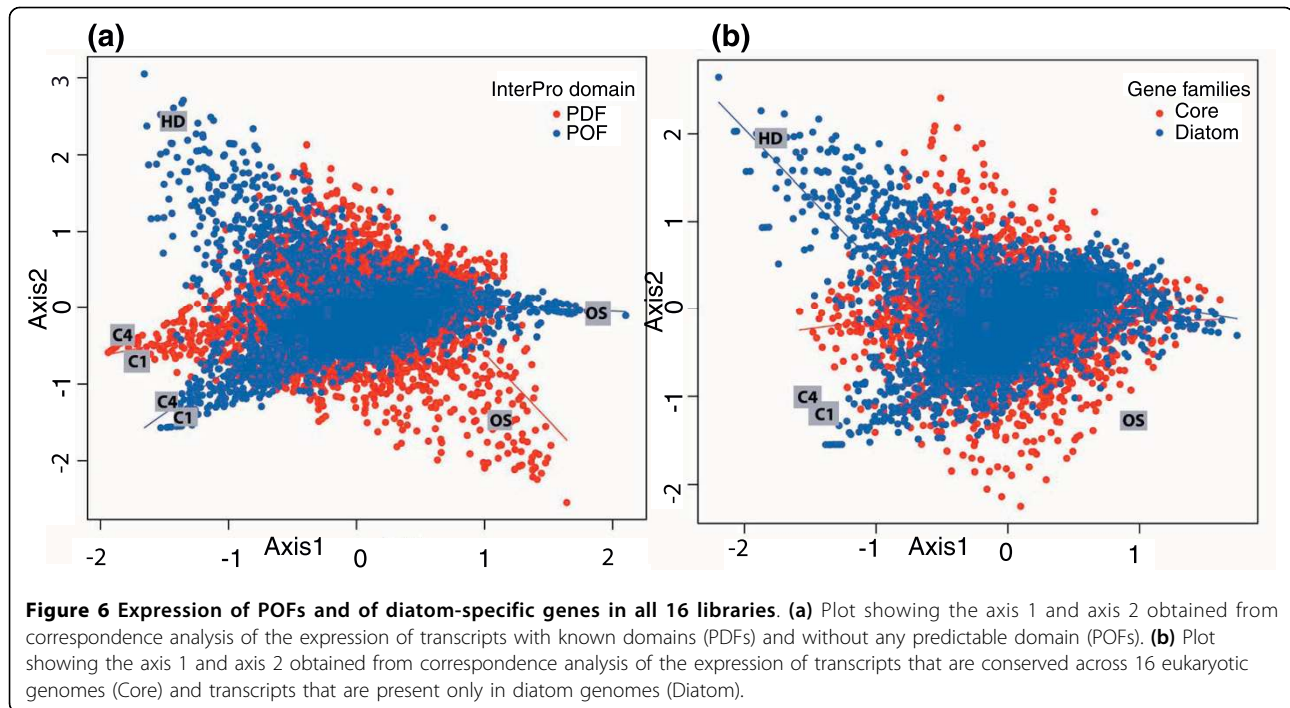 (a)
InterPro domain
PDF
POF
HD
C4
C1
C4
C1
OS
OS
3
2
1
0
-1
-2
Axis2
-2
-1
0
1
2
Axis1
(b)
Gene families
Core
Diatom
HD
C4
C1
OS
2
1
0
-1
-2
Axis2
-2
-1
0
1
Axis1
Figure 6 Expression of POFs and of diatom-specific genes in all 16 libraries. (a) Plot showing the axis 1 and axis 2 obtained from
correspondence analysis of the expression of transcripts with known domains (PDFs) and without any predictable domain (POFs). (b) Plot
showing the axis 1 and axis 2 obtained from correspondence analysis of the expression of transcripts that are conserved across 16 eukaryotic
genomes (Core) and transcripts that are present only in diatom genomes (Diatom).